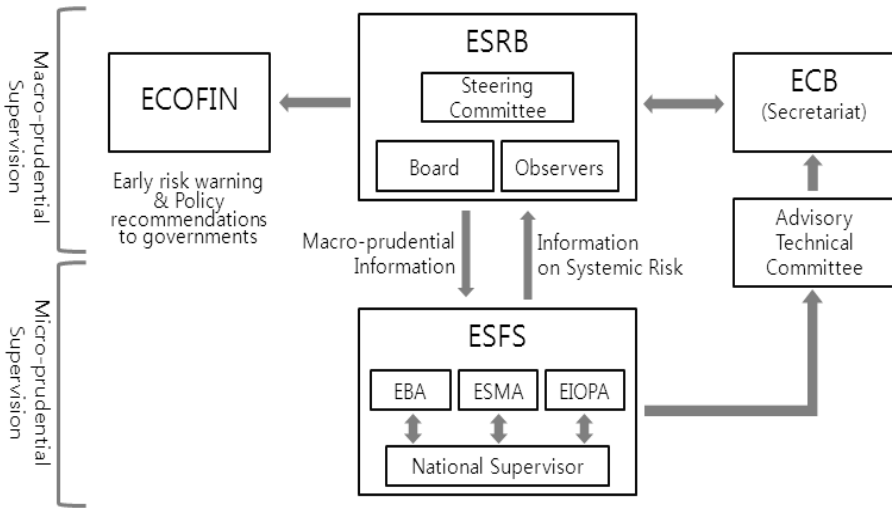 Macro-prudential
Supervision
ECOFIN
Early risk warning
& Policy
recommendations
to governments
ESRB
Steering
Committee
Board
Observers
ECB
(Secretariat)
Advisory
Technical
Committee
Macro-prudential
Information
Information
on Systemic Risk
Micro-prudential
Supervision
ESFS
EBA
ESMA
EIOPA
National Supervisor